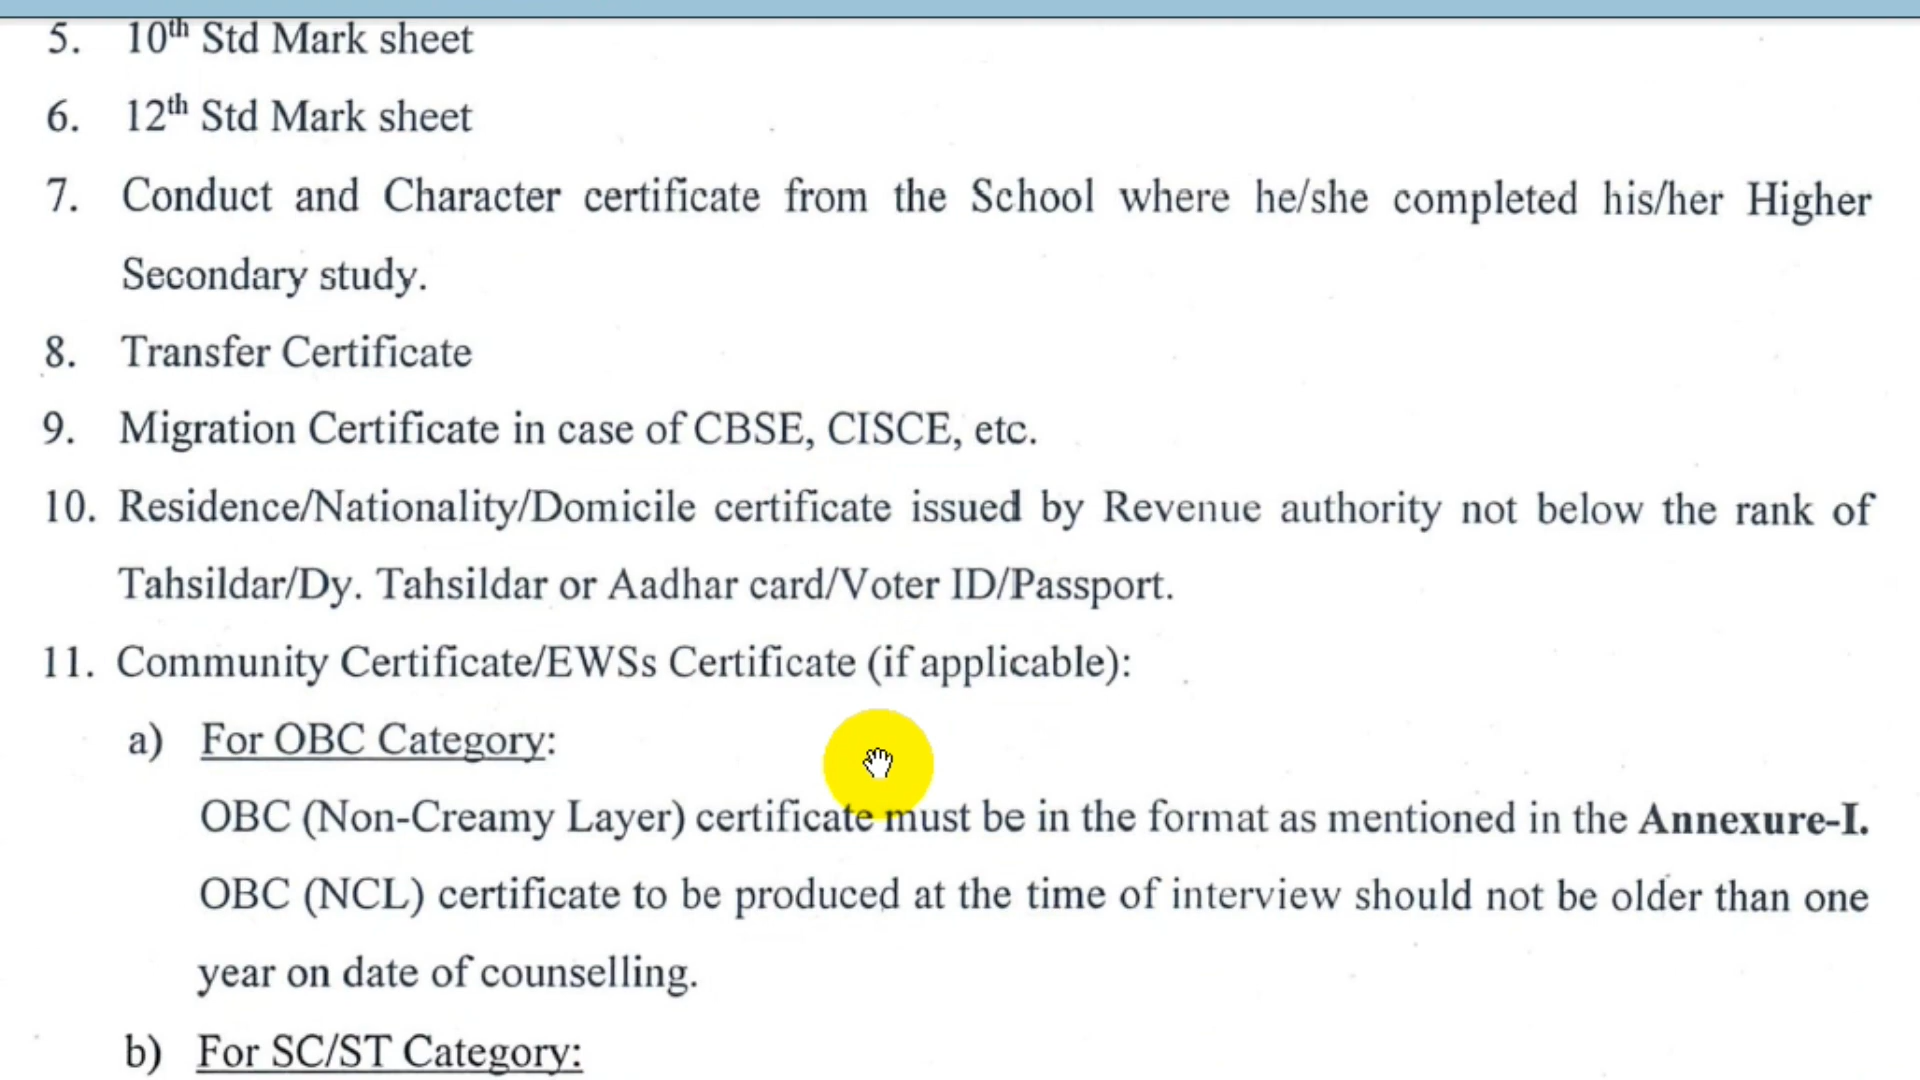 5. 10th Std Mark sheet
6. 12th Std Mark sheet
7. Conduct and Character certificate from the School where he/she completed his/her Higher
Secondary study.
8. Transfer Certificate
9. Migration Certificate in case of CBSE, CISCE, etc.
10. Residence/Nationality/Domicile certificate issued by Revenue authority not below the rank of
Tahsildar/Dy. Tahsildar or Aadhar card/Voter ID/Passport.
11. Community Certificate/EWSs Certificate (if applicable):
a) For OBC Category:
OBC (Non-Creamy Layer) certificate must be in the format as mentioned in the Annexure-I.
OBC (NCL) certificate to be produced at the time of interview should not be older than one
year on date of counselling.
b) For SC/ST Category: